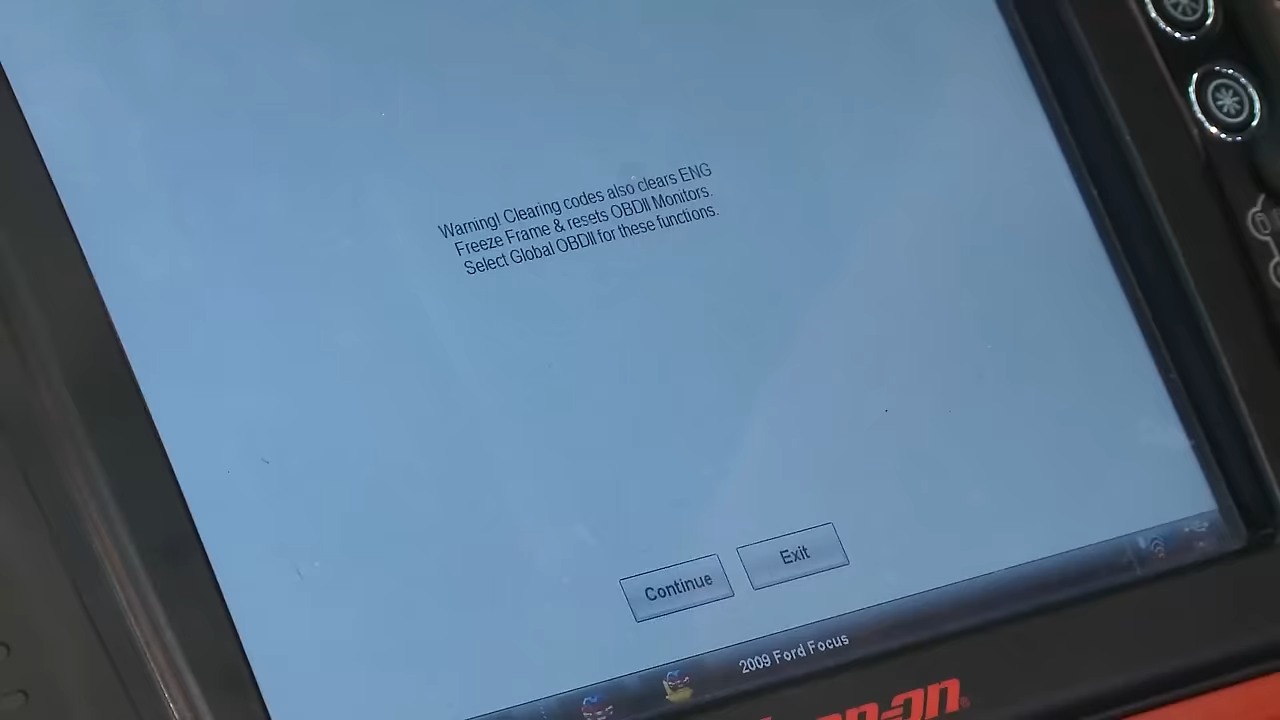 Warning! Clearing codes also clears ENG
Freeze Frame & resets OBDII Monitors.
Select Global OBDII for these functions.
Continue
Exit
2009 Ford Focus